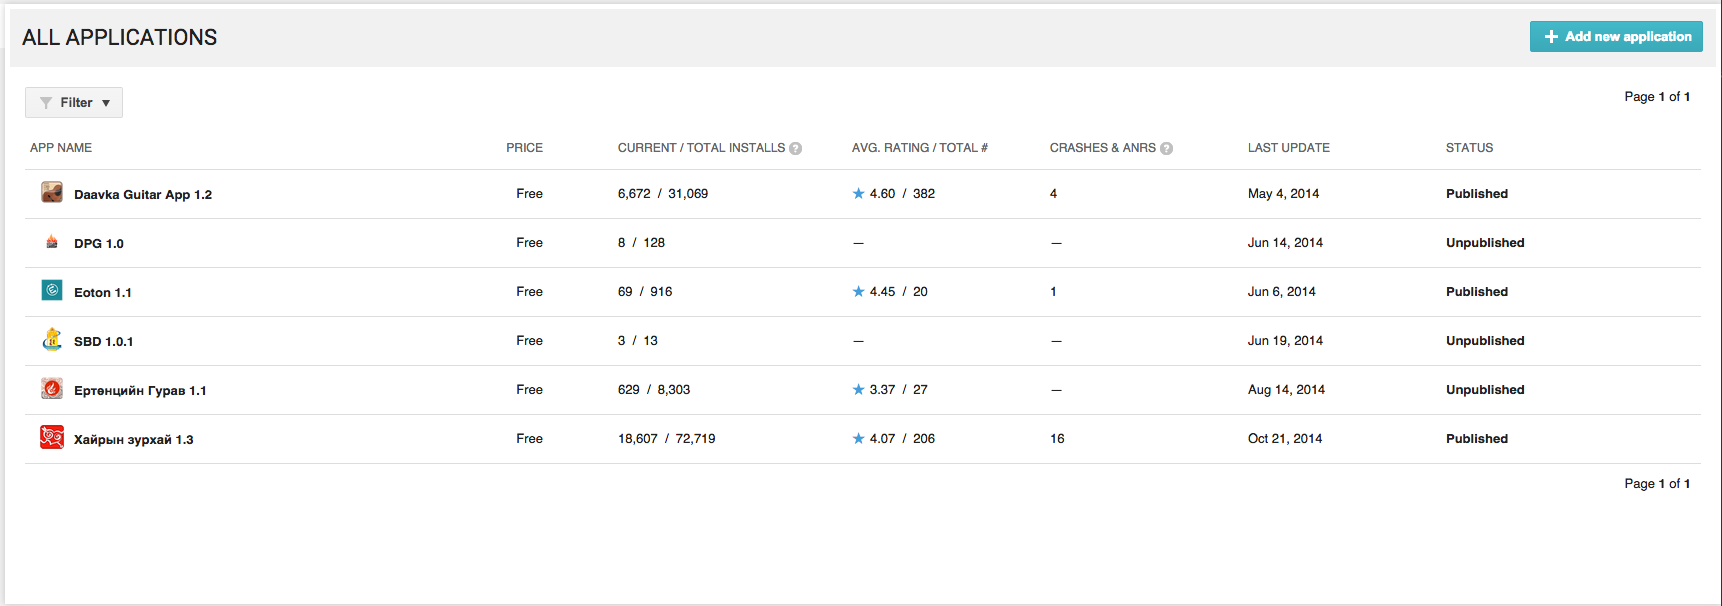 ALL APPLICATIONS
Add new application
Filter
Page 1 of 1
APP NAME PRICE CURRENT / TOTAL INSTALLS ? AVG. RATING / TOTAL # CRASHES & ANRS ? LAST UPDATE STATUS
Daavka Guitar App 1.2 Free 6,672 / 31,069 ★ 4.60 / 382 4 May 4, 2014 Published
DPG 1.0 Free 8 / 128 — — Jun 14, 2014 Unpublished
Eoton 1.1 Free 69 / 916 ★ 4.45 / 20 1 Jun 6, 2014 Published
SBD 1.0.1 Free 3 / 13 — — Jun 19, 2014 Unpublished
Ертөнцийн Гурав 1.1 Free 629 / 8,303 ★ 3.37 / 27 — Aug 14, 2014 Unpublished
Хайрын зурхай 1.3 Free 18,607 / 72,719 ★ 4.07 / 206 16 Oct 21, 2014 Published
Page 1 of 1